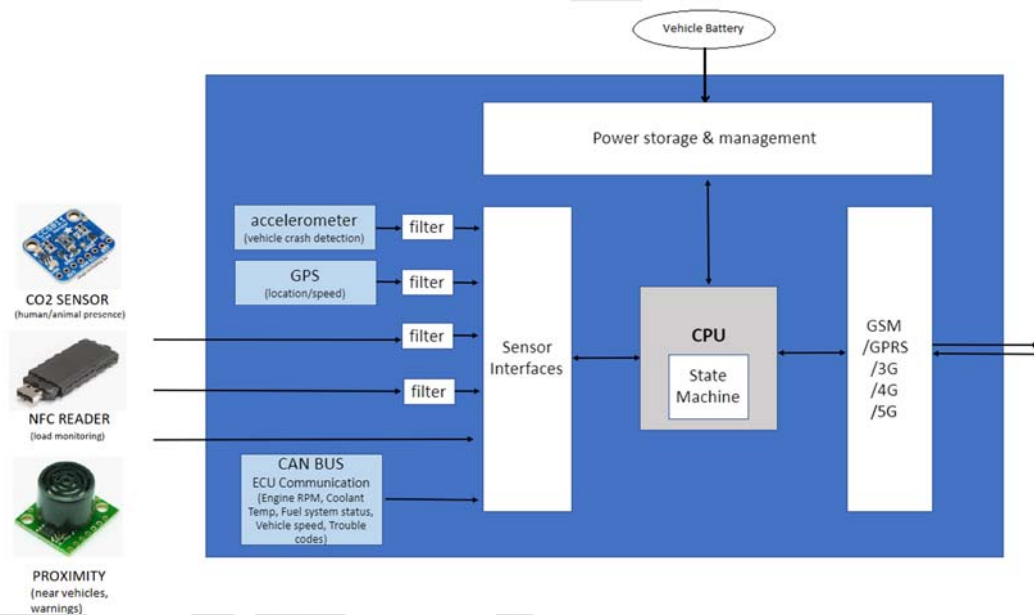 Vehicle Battery
Power storage & management
accelerometer
(vehicle crash detection)
filter
GPS
(location/speed)
filter
CO2 SENSOR
(human/animal presence)
filter
NFC READER
(load monitoring)
filter
Sensor
Interfaces
CPU
State
Machine
GSM
/GPRS
/3G
/4G
/5G
CAN BUS
ECU Communication
(Engine RPM, Coolant
Temp, Fuel system status,
Vehicle speed, Trouble
codes)
PROXIMITY
(near vehicles,
warnings)